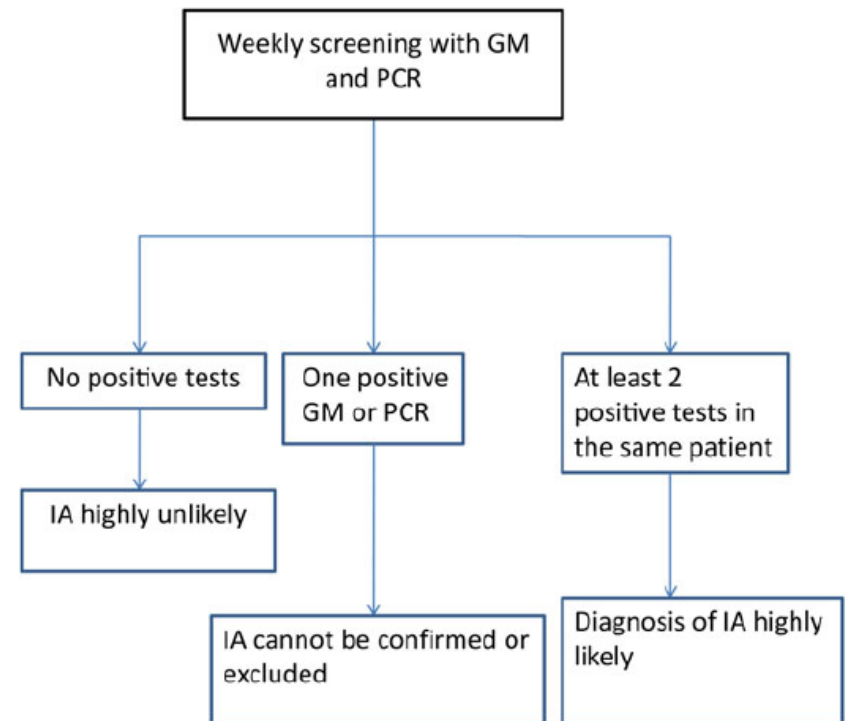 Weekly screening with GM
and PCR
No positive tests
One positive
GM or PCR
At least 2
positive tests in
the same patient
IA highly unlikely
IA cannot be confirmed or
excluded
Diagnosis of IA highly
likely